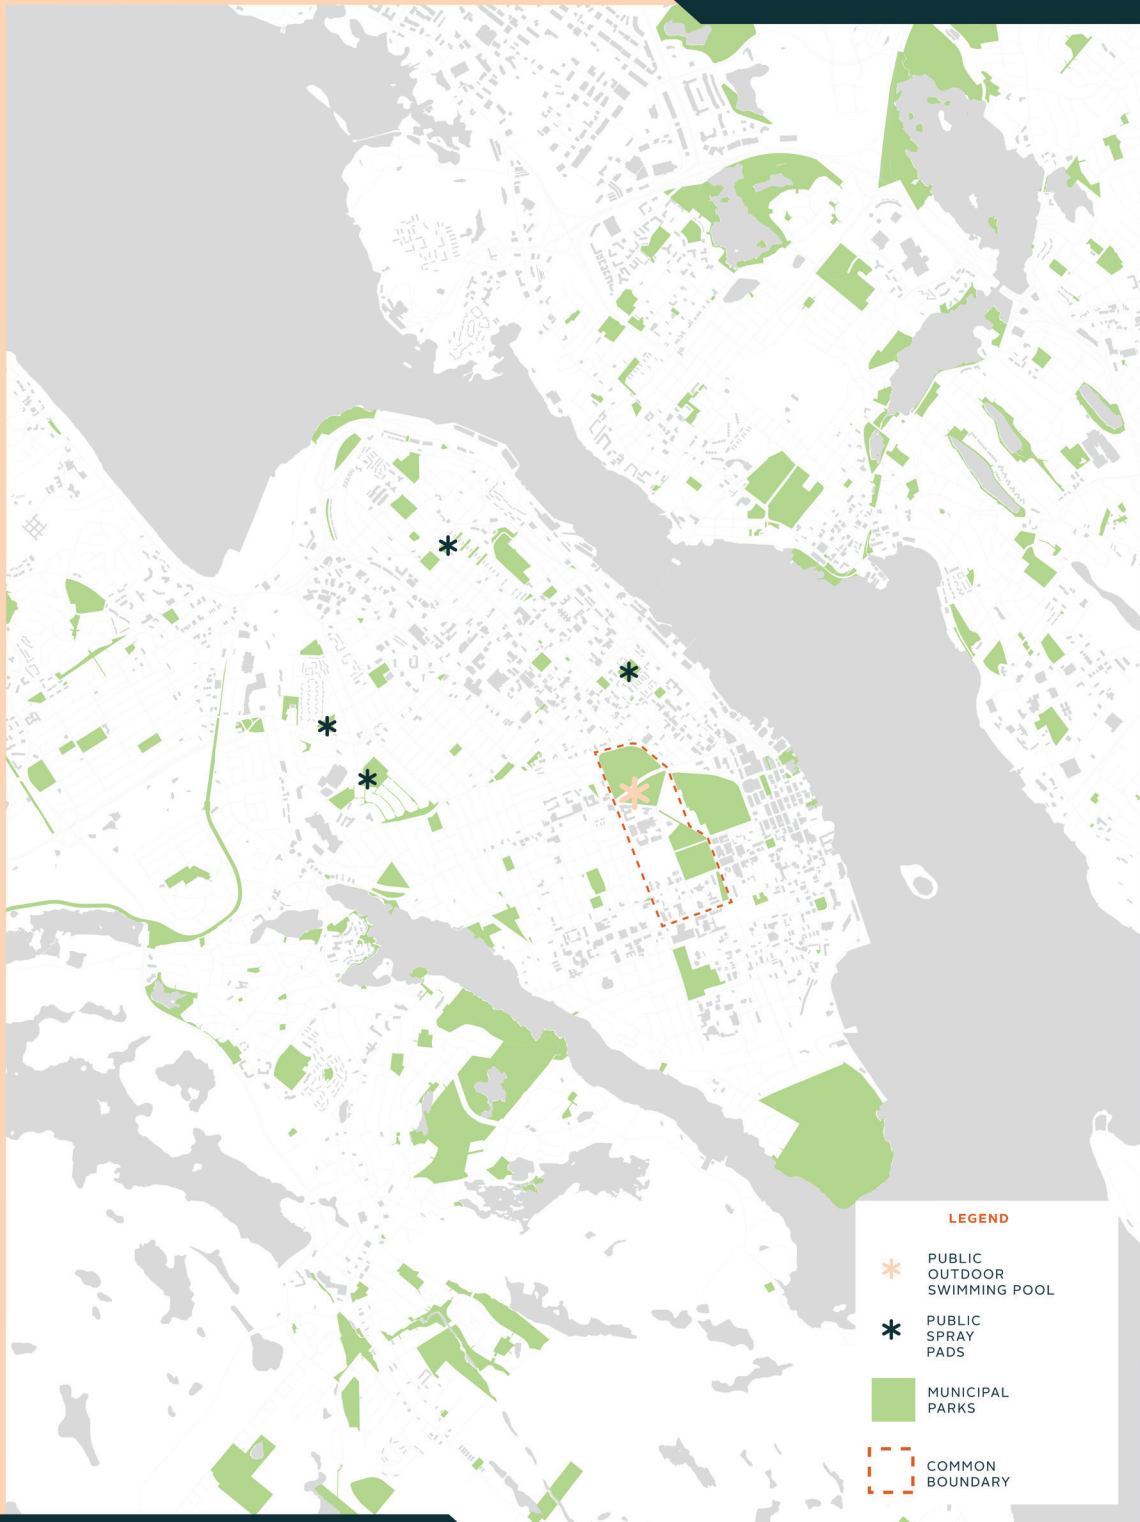 LEGEND
PUBLIC
OUTDOOR
SWIMMING POOL
PUBLIC
SPRAY
PADS
MUNICIPAL
PARKS
COMMON
BOUNDARY